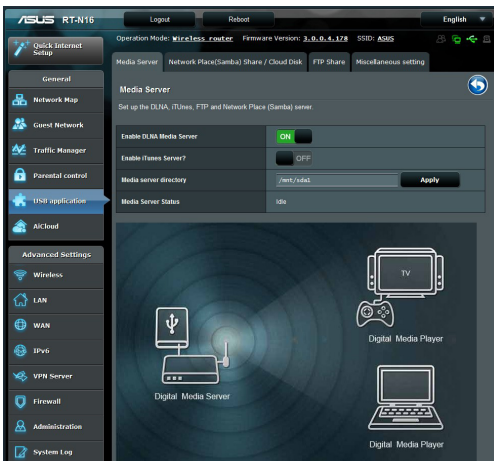 ASUS RT-N16
Logout Reboot English
Quick Internet Setup
Operation Mode: Wireless router Firmware Version: 3.0.0.4.178 SSID: ASUS
Media Server Network Place(Samba) Share / Cloud Disk FTP Share Miscellaneous setting
General
Network Map
Guest Network
Traffic Manager
Parental control
USB application
AiCloud
Advanced Settings
Wireless
LAN
WAN
IPv6
VPN Server
Firewall
Administration
System Log
Media Server
Set up the DLNA, iTunes, FTP and Network Place (Samba) server.
Enable DLNA Media Server ON
Enable iTunes Server? OFF
Media server directory /mnt/sda1 Apply
Media Server Status Idle
TV
Digital Media Player
Digital Media Server
Digital Media Player